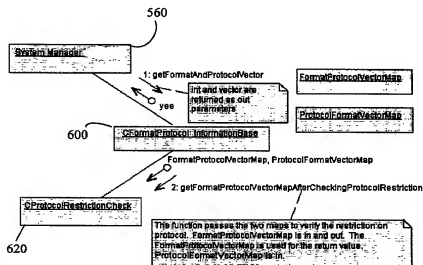 560
System Manager
1: getFormatAndProtocolVector
yee
Int and vector are
returned as out
parameters
FormatProtocolVectorMap
ProtocolFormatVectorMap
600
CFormatProtocol_InformationBase
FormatProtocolVectorMap, ProtocolFormatVectorMap
2: getFormatProtocolVectorMapAfterCheckingProtocolRestriction
CProtocolRestrictionCheck
620
The function passes the two maps to verify the restriction on
protocol. FormatProtocolVectorMap is in and out. The
FormatProtocolVectorMap is used for the return value.
ProtocolFormatVectorMap is in.